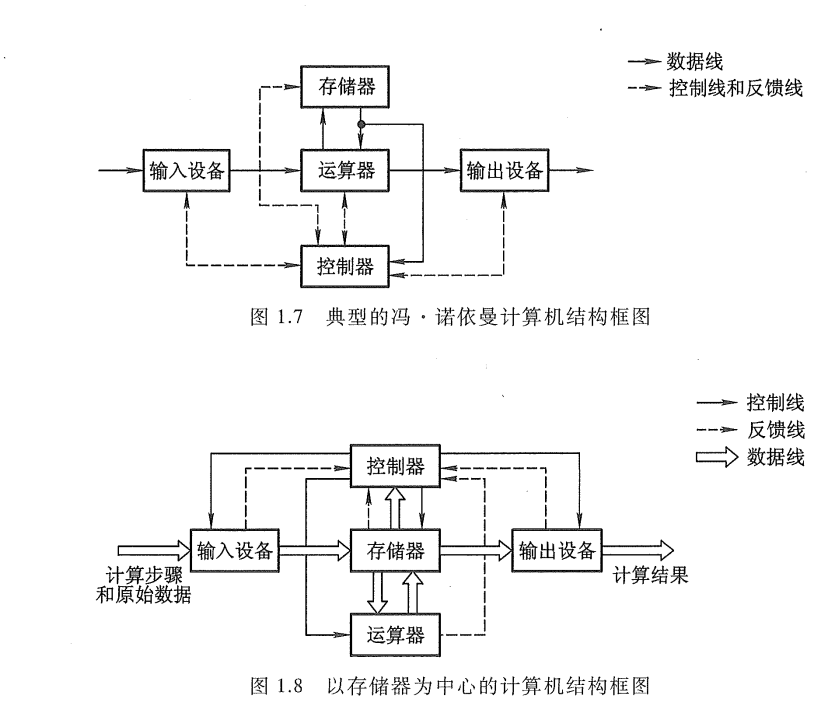 数据线
控制线和反馈线
存储器
输入设备
运算器
输出设备
控制器
图 1.7 典型的冯·诺依曼计算机结构框图
控制线
反馈线
数据线
控制器
输入设备
存储器
输出设备
计算步骤
和原始数据
计算结果
运算器
图 1.8 以存储器为中心的计算机结构框图